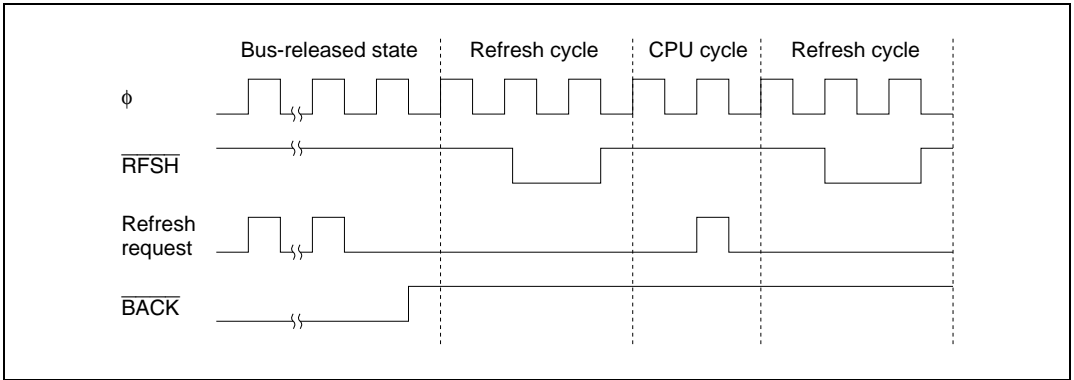 Bus-released state Refresh cycle CPU cycle Refresh cycle
φ
RFSH
Refresh
request
BACK